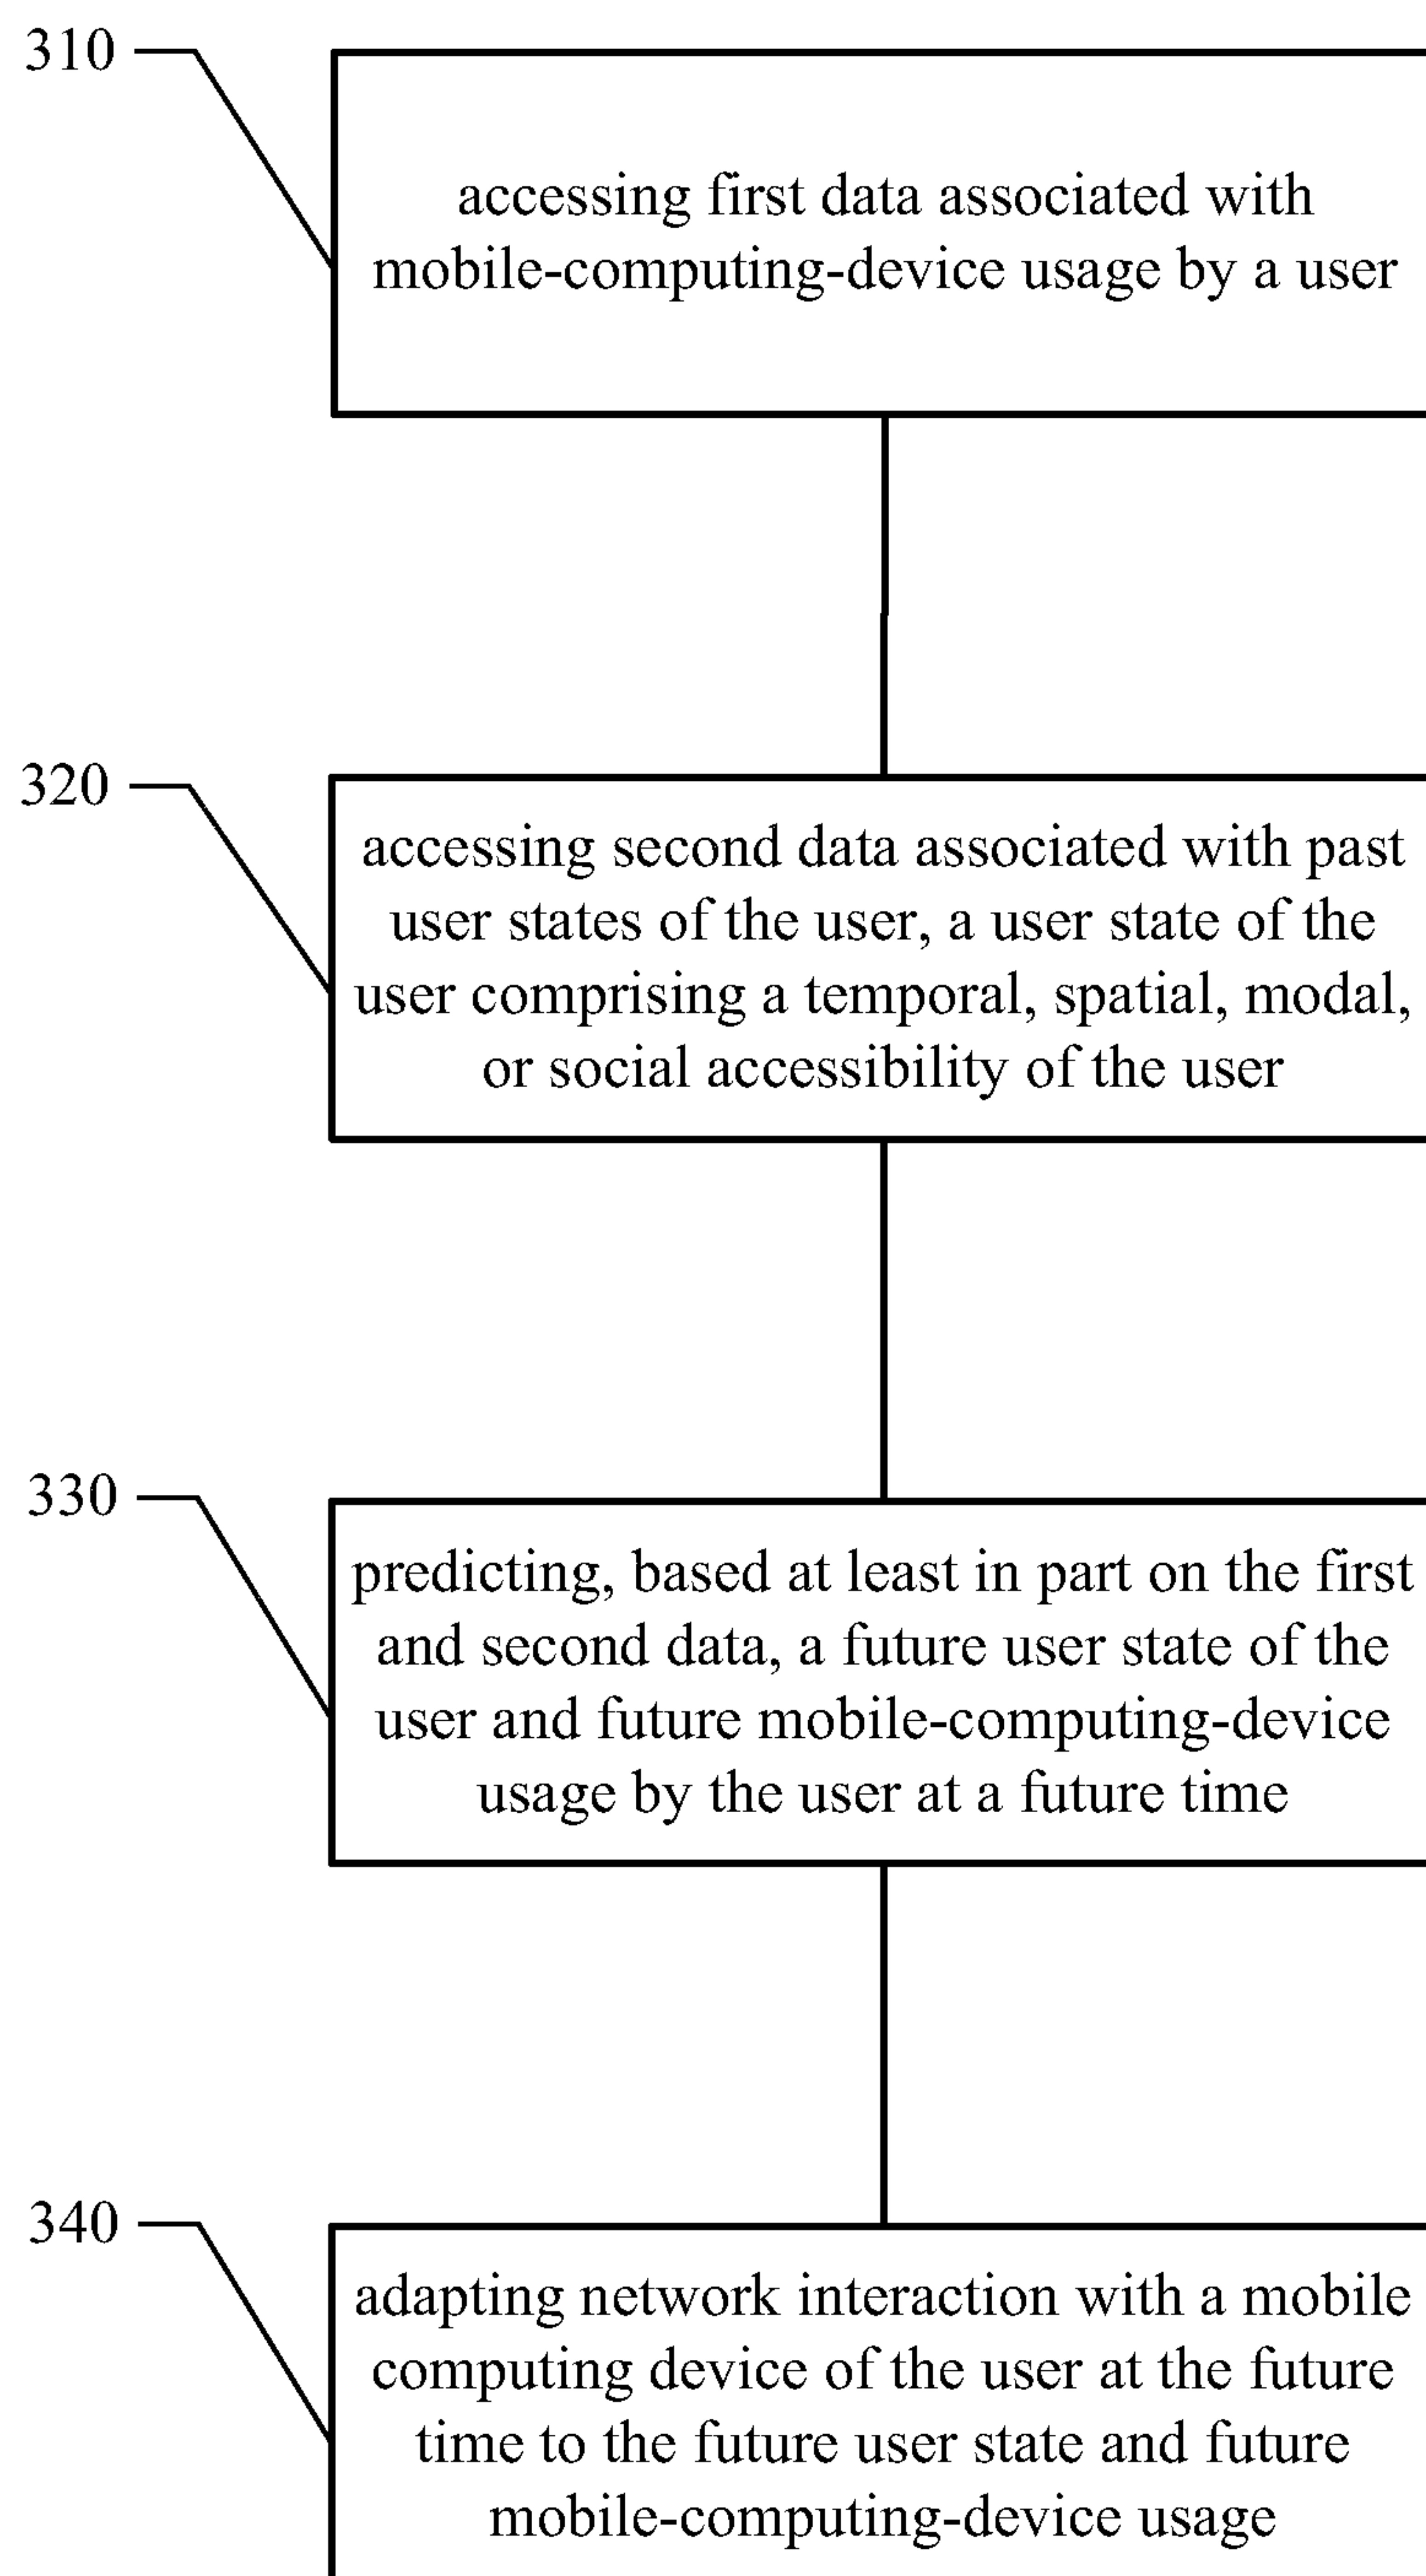 310
accessing first data associated with
mobile-computing-device usage by a user
320
accessing second data associated with past
user states of the user, a user state of the
user comprising a temporal, spatial, modal,
or social accessibility of the user
330
predicting, based at least in part on the first
and second data, a future user state of the
user and future mobile-computing-device
usage by the user at a future time
340
adapting network interaction with a mobile
computing device of the user at the future
time to the future user state and future
mobile-computing-device usage